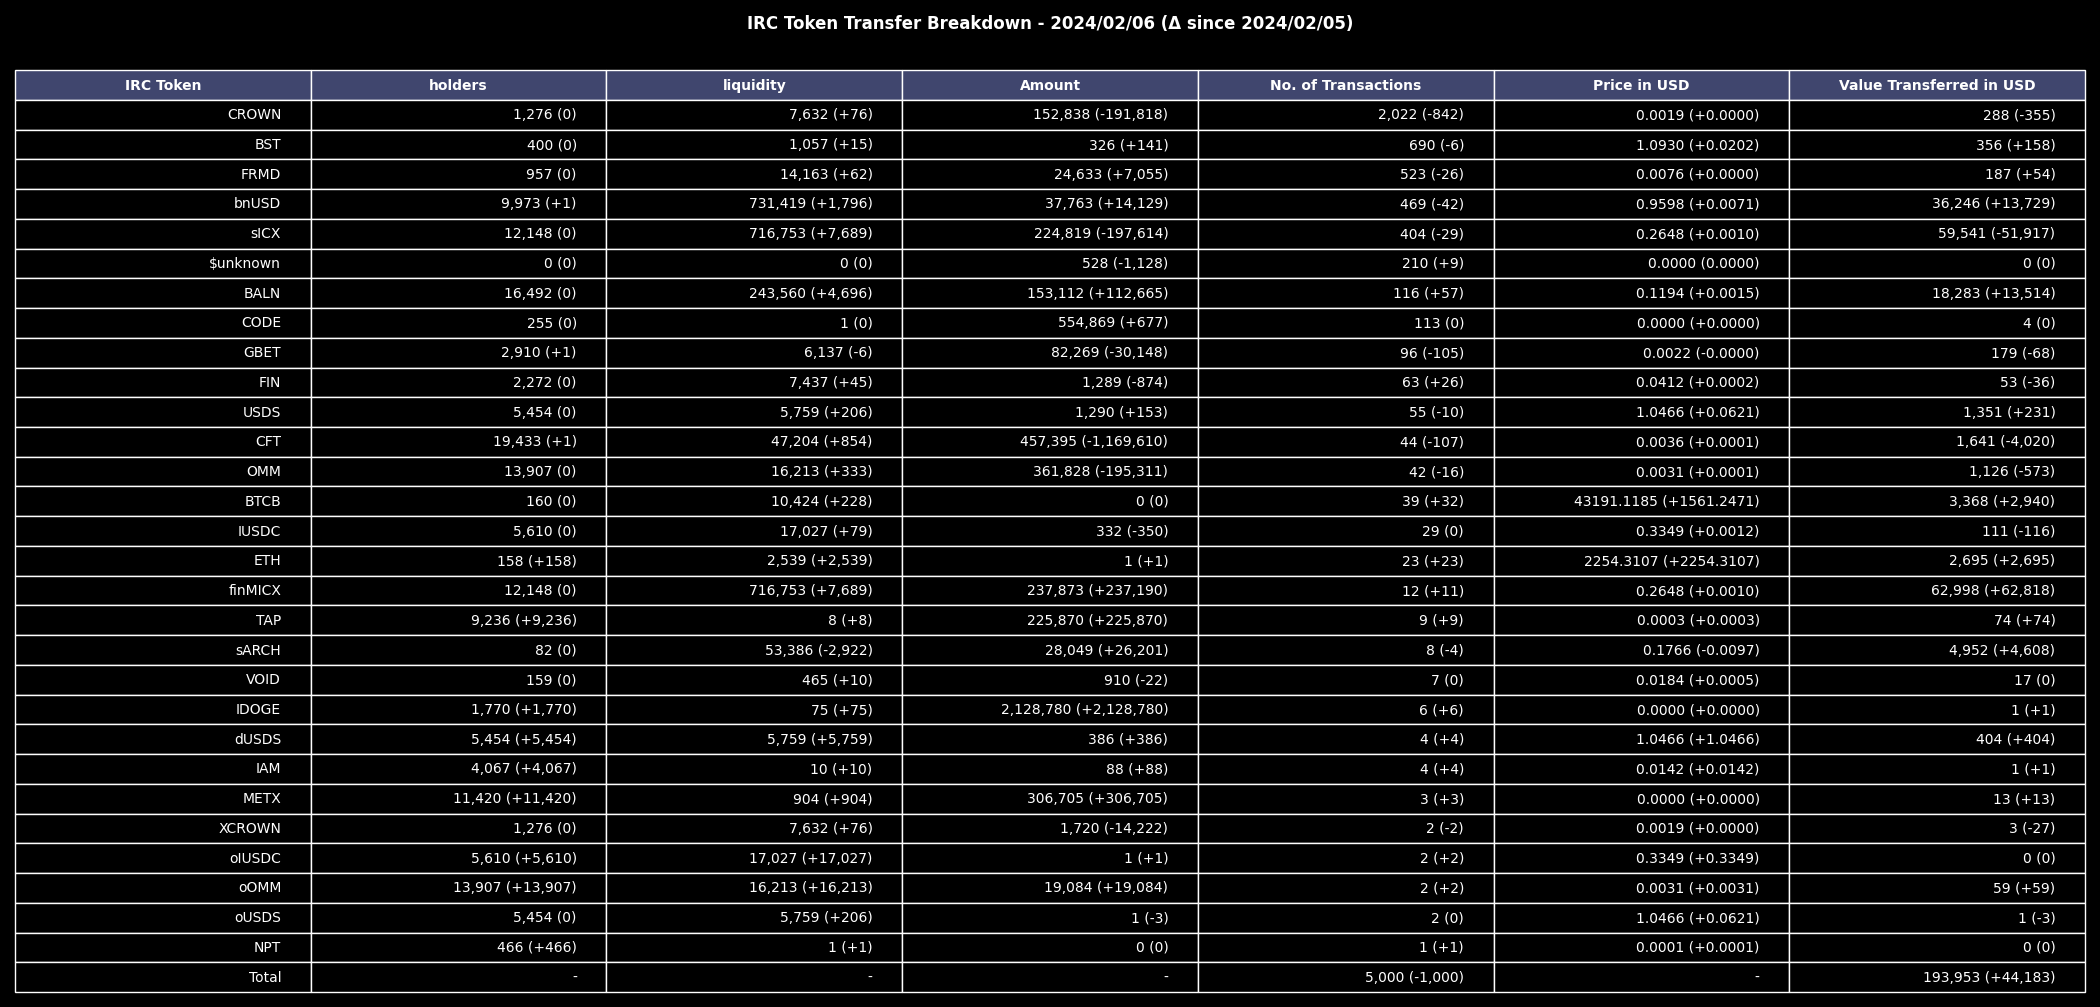 IRC Token Transfer Breakdown - 2024/02/06 (Δ since 2024/02/05)
IRC Token holders liquidity Amount No. of Transactions Price in USD Value Transferred in USD
CROWN 1,276 (0) 7,632 (+76) 152,838 (-191,818) 2,022 (-842) 0.0019 (+0.0000) 288 (-355)
BST 400 (0) 1,057 (+15) 326 (+141) 690 (-6) 1.0930 (+0.0202) 356 (+158)
FRMD 957 (0) 14,163 (+62) 24,633 (+7,055) 523 (-26) 0.0076 (+0.0000) 187 (+54)
bnUSD 9,973 (+1) 731,419 (+1,796) 37,763 (+14,129) 469 (-42) 0.9598 (+0.0071) 36,246 (+13,729)
sICX 12,148 (0) 716,753 (+7,689) 224,819 (-197,614) 404 (-29) 0.2648 (+0.0010) 59,541 (-51,917)
$unknown 0 (0) 0 (0) 528 (-1,128) 210 (+9) 0.0000 (0.0000) 0 (0)
BALN 16,492 (0) 243,560 (+4,696) 153,112 (+112,665) 116 (+57) 0.1194 (+0.0015) 18,283 (+13,514)
CODE 255 (0) 1 (0) 554,869 (+677) 113 (0) 0.0000 (+0.0000) 4 (0)
GBET 2,910 (+1) 6,137 (-6) 82,269 (-30,148) 96 (-105) 0.0022 (-0.0000) 179 (-68)
FIN 2,272 (0) 7,437 (+45) 1,289 (-874) 63 (+26) 0.0412 (+0.0002) 53 (-36)
USDS 5,454 (0) 5,759 (+206) 1,290 (+153) 55 (-10) 1.0466 (+0.0621) 1,351 (+231)
CFT 19,433 (+1) 47,204 (+854) 457,395 (-1,169,610) 44 (-107) 0.0036 (+0.0001) 1,641 (-4,020)
OMM 13,907 (0) 16,213 (+333) 361,828 (-195,311) 42 (-16) 0.0031 (+0.0001) 1,126 (-573)
BTCB 160 (0) 10,424 (+228) 0 (0) 39 (+32) 43191.1185 (+1561.2471) 3,368 (+2,940)
IUSDC 5,610 (0) 17,027 (+79) 332 (-350) 29 (0) 0.3349 (+0.0012) 111 (-116)
ETH 158 (+158) 2,539 (+2,539) 1 (+1) 23 (+23) 2254.3107 (+2254.3107) 2,695 (+2,695)
finMICX 12,148 (0) 716,753 (+7,689) 237,873 (+237,190) 12 (+11) 0.2648 (+0.0010) 62,998 (+62,818)
TAP 9,236 (+9,236) 8 (+8) 225,870 (+225,870) 9 (+9) 0.0003 (+0.0003) 74 (+74)
sARCH 82 (0) 53,386 (-2,922) 28,049 (+26,201) 8 (-4) 0.1766 (-0.0097) 4,952 (+4,608)
VOID 159 (0) 465 (+10) 910 (-22) 7 (0) 0.0184 (+0.0005) 17 (0)
IDOGE 1,770 (+1,770) 75 (+75) 2,128,780 (+2,128,780) 6 (+6) 0.0000 (+0.0000) 1 (+1)
dUSDS 5,454 (+5,454) 5,759 (+5,759) 386 (+386) 4 (+4) 1.0466 (+1.0466) 404 (+404)
IAM 4,067 (+4,067) 10 (+10) 88 (+88) 4 (+4) 0.0142 (+0.0142) 1 (+1)
METX 11,420 (+11,420) 904 (+904) 306,705 (+306,705) 3 (+3) 0.0000 (+0.0000) 13 (+13)
XCROWN 1,276 (0) 7,632 (+76) 1,720 (-14,222) 2 (-2) 0.0019 (+0.0000) 3 (-27)
oIUSDC 5,610 (+5,610) 17,027 (+17,027) 1 (+1) 2 (+2) 0.3349 (+0.3349) 0 (0)
oOMM 13,907 (+13,907) 16,213 (+16,213) 19,084 (+19,084) 2 (+2) 0.0031 (+0.0031) 59 (+59)
oUSDS 5,454 (0) 5,759 (+206) 1 (-3) 2 (0) 1.0466 (+0.0621) 1 (-3)
NPT 466 (+466) 1 (+1) 0 (0) 1 (+1) 0.0001 (+0.0001) 0 (0)
Total - - - 5,000 (-1,000) - 193,953 (+44,183)